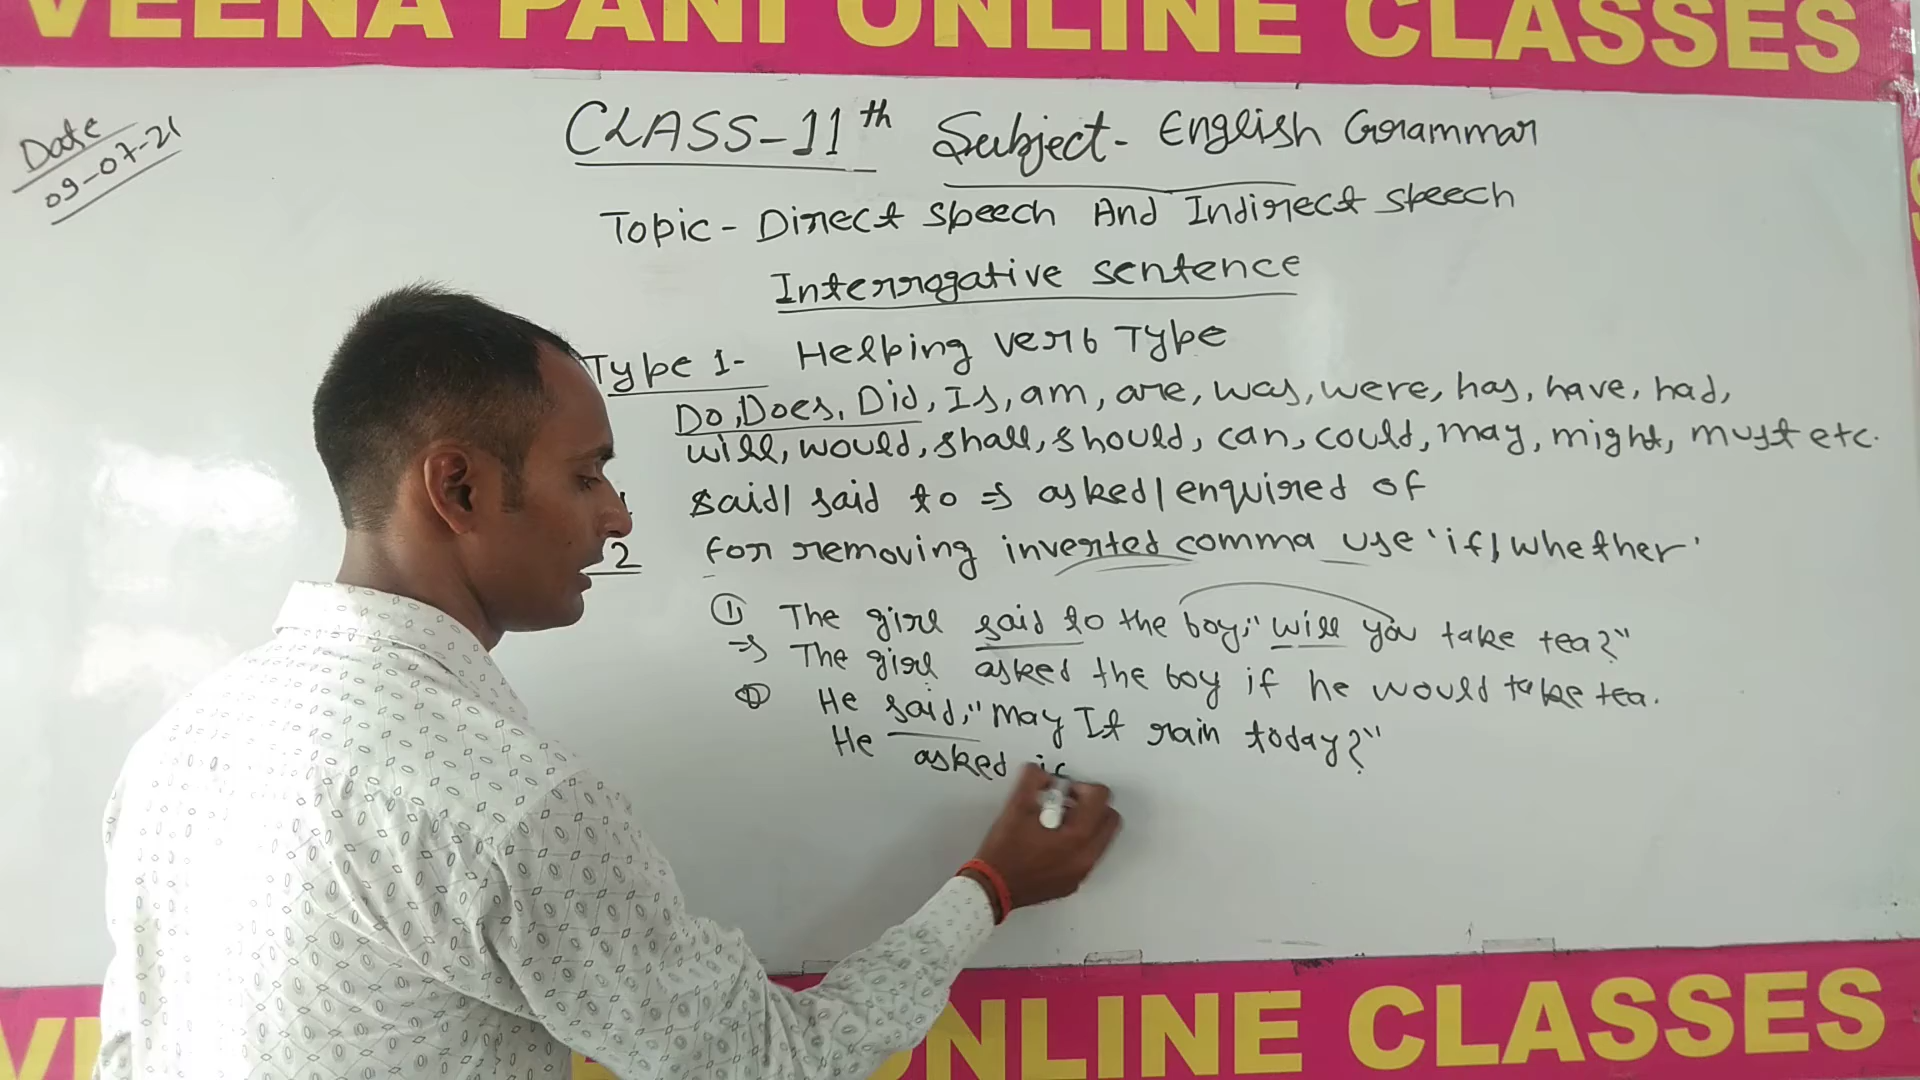 VEENA PANI ONLINE CLASSES
Date
09-07-21
CLASS-11th Subject- English Grammar
Topic- Direct speech And Indirect speech
Interrogative sentence
Type 1- Helping verb Type
Do, Does, Did, Is, am, are, was, were, has, have, had,
will, would, shall, should, can, could, may, might, must etc.
said/ said to ⇒ asked/enquired of
2 for removing inverted comma use 'if/whether'
① The girl said to the boy, "will you take tea?"
⇒ The girl asked the boy if he would take tea.
He said, "may It rain today?"
He asked if
ONLINE CLASSES